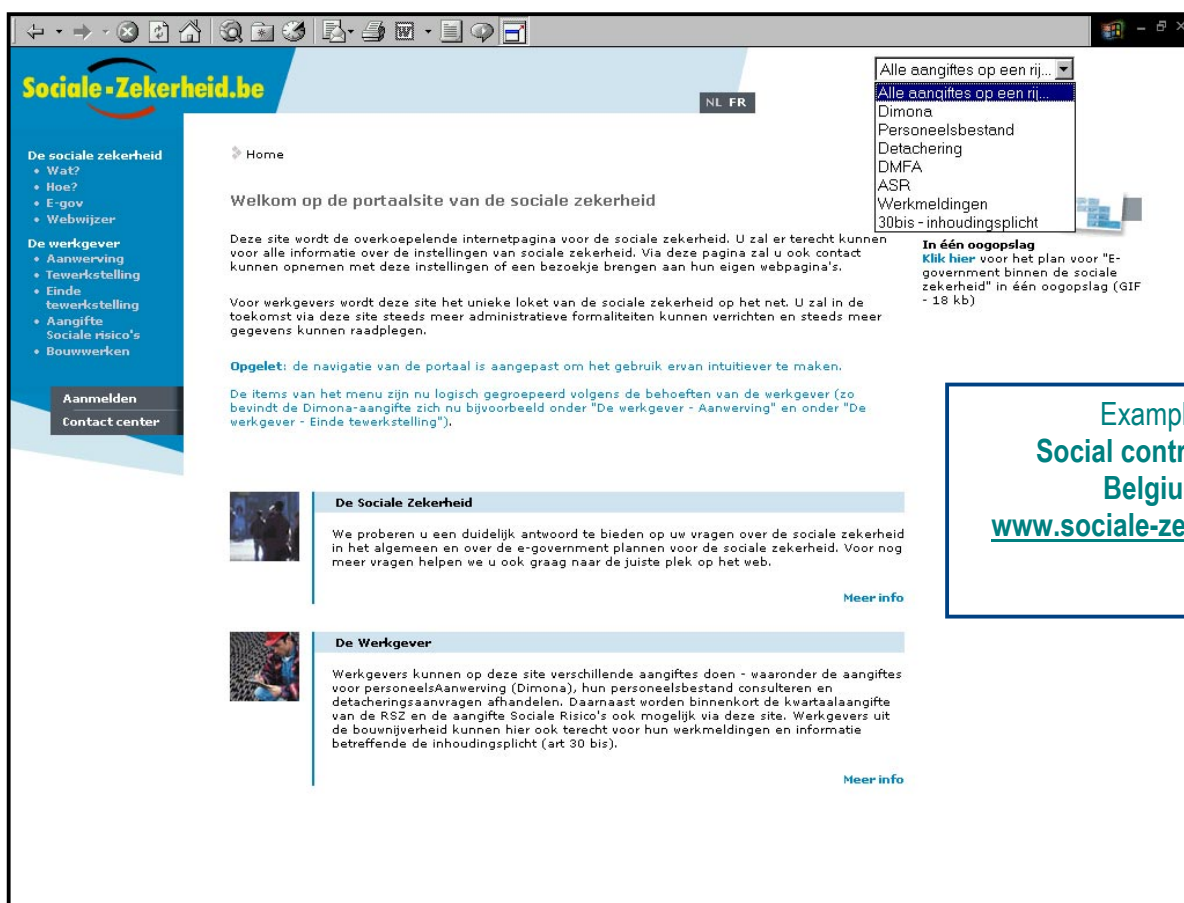 Sociale-Zekerheid.be
NL FR
Alle aangiftes op een rij...
Alle aangiftes op een rij...
Dimona
Personeelsbestand
Detachering
DMFA
ASR
Werkmeldingen
30bis - inhoudingsplicht
De sociale zekerheid
Wat?
Hoe?
E-gov
Webwijzer
De werkgever
Aanwerving
Tewerkstelling
Einde
tewerkstelling
Aangifte
Sociale risico's
Bouwwerken
Aanmelden
Contact center
Home
Welkom op de portaalsite van de sociale zekerheid
Deze site wordt de overkoepelende internetpagina voor de sociale zekerheid. U zal er terecht kunnen
voor alle informatie over de instellingen van sociale zekerheid. Via deze pagina zal u ook contact
kunnen opnemen met deze instellingen of een bezoekje brengen aan hun eigen webpagina's.
Voor werkgevers wordt deze site het unieke loket van de sociale zekerheid op het net. U zal in de
toekomst via deze site steeds meer administratieve formaliteiten kunnen verrichten en steeds meer
gegevens kunnen raadplegen.
Opgelet: de navigatie van de portaal is aangepast om het gebruik ervan intuïtiever te maken.
De items van het menu zijn nu logisch gegroepeerd volgens de behoeften van de werkgever (zo
bevindt de Dimona-aangifte zich nu bijvoorbeeld onder "De werkgever - Aanwerving" en onder "De
werkgever - Einde tewerkstelling").
In één oogopslag
Klik hier voor het plan voor "E-
government binnen de sociale
zekerheid" in één oogopslag (GIF
- 18 kb)
De Sociale Zekerheid
We proberen u een duidelijk antwoord te bieden op uw vragen over de sociale zekerheid
in het algemeen en over de e-government plannen voor de sociale zekerheid. Voor nog
meer vragen helpen we u ook graag naar de juiste plek op het web.
Meer info
De Werkgever
Werkgevers kunnen op deze site verschillende aangiftes doen - waaronder de aangiftes
voor personeelsAanwerving (Dimona), hun personeelsbestand consulteren en
detacheringsaanvragen afhandelen. Daarnaast worden binnenkort de kwartaalaangifte
van de RSZ en de aangifte Sociale Risico's ook mogelijk via deze site. Werkgevers uit
de bouwnijverheid kunnen hier ook terecht voor hun werkmeldingen en informatie
betreffende de inhoudingsplicht (art 30 bis).
Meer info
Exampl
Social contr
Belgiu
www.sociale-ze